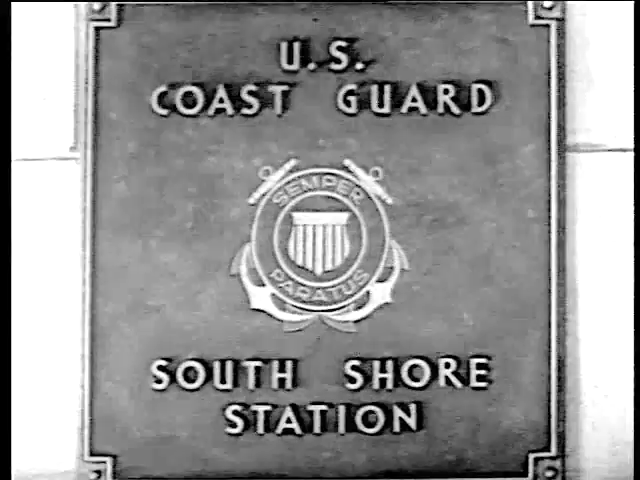 U.S.
COAST GUARD
SEMPER
PARATUS
SOUTH SHORE
STATION